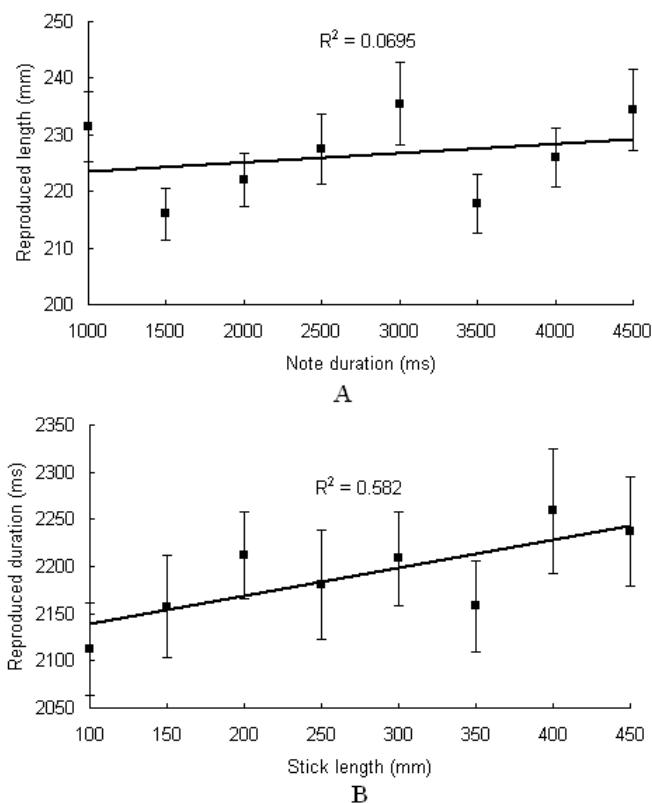 R² = 0.0695
250
240
230
220
210
200
Reproduced length (mm)
1000 1500 2000 2500 3000 3500 4000 4500
Note duration (ms)
A
R² = 0.582
2350
2300
2250
2200
2150
2100
2050
Reproduced duration (ms)
100 150 200 250 300 350 400 450
Stick length (mm)
B